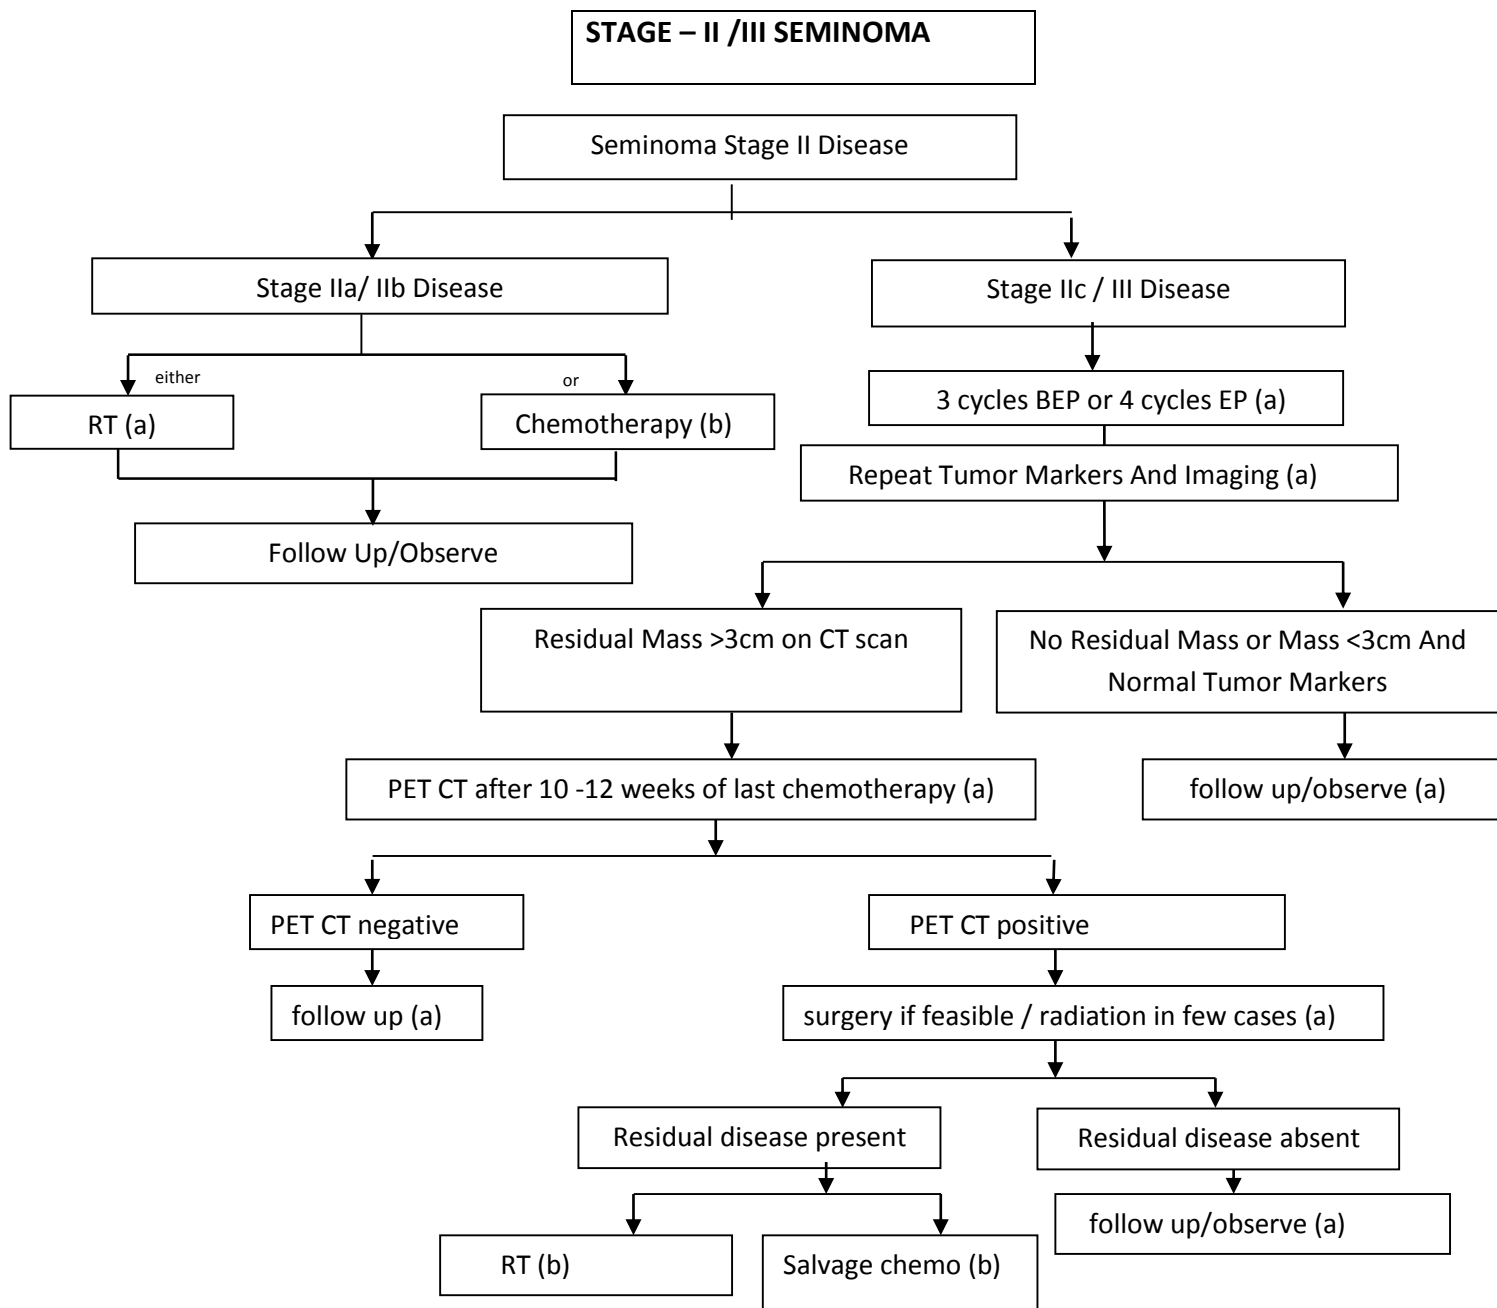 STAGE – II /III SEMINOMA
Seminoma Stage II Disease
Stage IIa/ IIb Disease
Stage IIc / III Disease
either
or
RT (a)
Chemotherapy (b)
3 cycles BEP or 4 cycles EP (a)
Repeat Tumor Markers And Imaging (a)
Follow Up/Observe
Residual Mass >3cm on CT scan
No Residual Mass or Mass <3cm And
Normal Tumor Markers
PET CT after 10 -12 weeks of last chemotherapy (a)
follow up/observe (a)
PET CT negative
PET CT positive
follow up (a)
surgery if feasible / radiation in few cases (a)
Residual disease present
Residual disease absent
follow up/observe (a)
RT (b)
Salvage chemo (b)